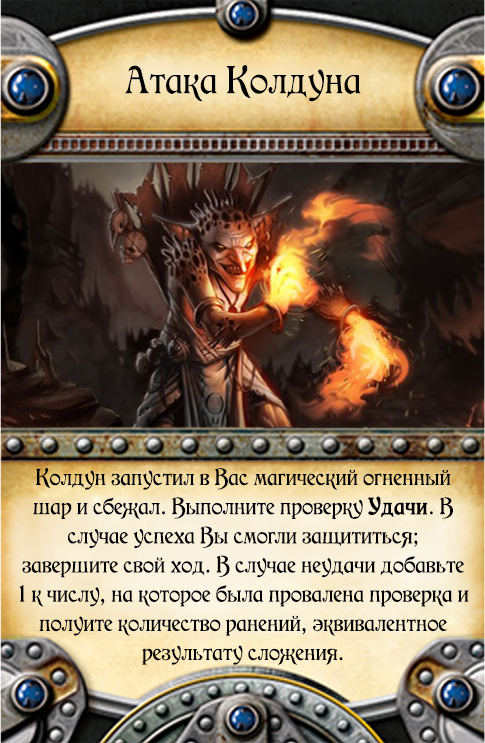 Атака Колдуна
Колдун запустил в Вас магический огненный
шар и сбежал. Выполните проверку Удачи. В
случае успеха Вы смогли защититься;
завершите свой ход. В случае неудачи добавьте
1 к числу, на которое была провалена проверка и
полуите количество ранений, эквивалентное
результату сложения.